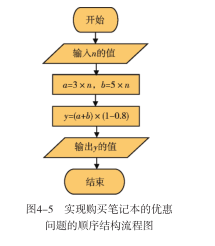 开始
输入n的值
a=3×n，b=5×n
y=(a+b)×(1-0.8)
输出y的值
结束
图4-5 实现购买笔记本的优惠
问题的顺序结构流程图